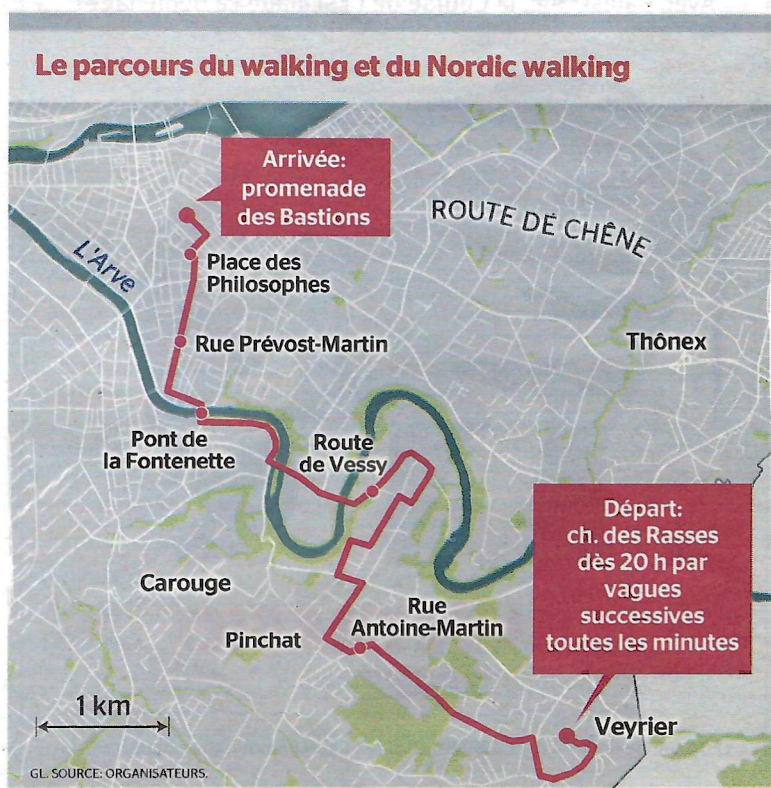 Le parcours du walking et du Nordic walking
Arrivée:
promenade
des Bastions
ROUTE DE CHÊNE
L'Arve
Place des
Philosophes
Rue Prévost-Martin
Thônex
Pont de
la Fontenette
Route
de Vessy
Départ:
ch. des Rasses
dès 20 h par
vagues
successives
toutes les minutes
Carouge
Rue
Antoine-Martin
Pinchat
1 km
Veyrier
GL. SOURCE: ORGANISATEURS.